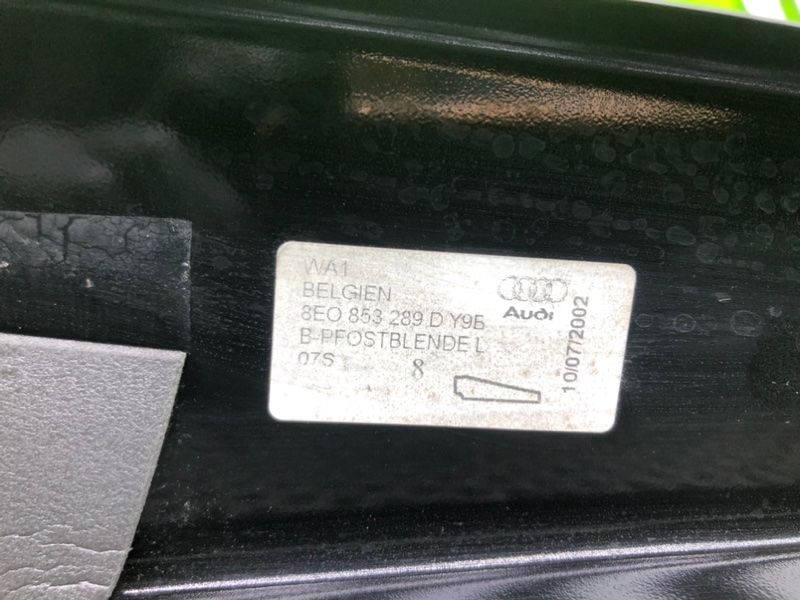 WA1
BELGIEN
8E0 853 289 D Y9B
B-PFOSTBLENDE L
07S
8
Audi
10/07/2002